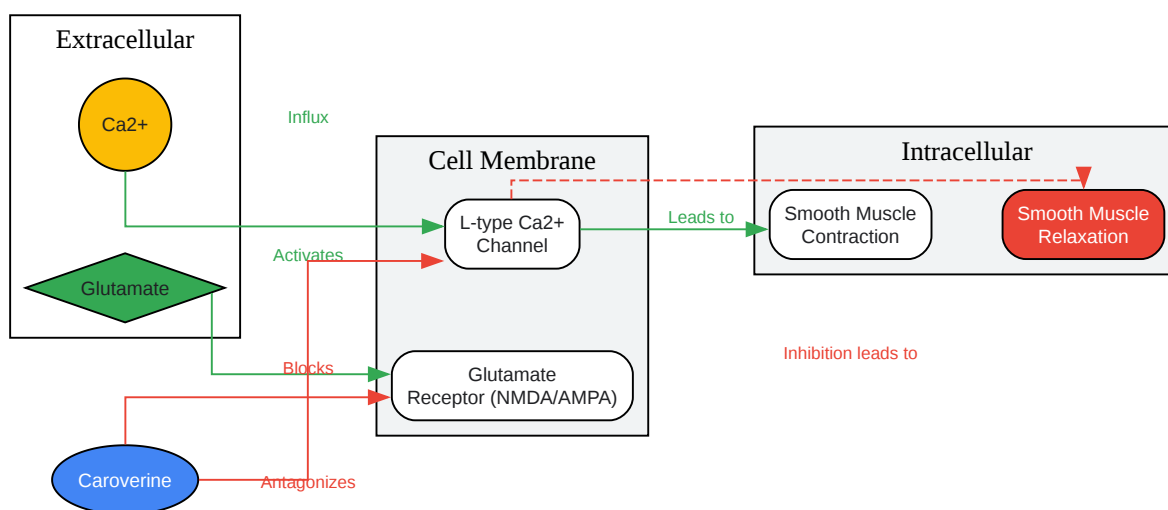 Extracellular
Ca2+
Influx
Cell Membrane
Intracellular
L-type Ca2+
Channel
Leads to
Smooth Muscle
Contraction
Smooth Muscle
Relaxation
Activates
Glutamate
Inhibition leads to
Blocks
Glutamate
Receptor (NMDA/AMPA)
Caroverine
Antagonizes